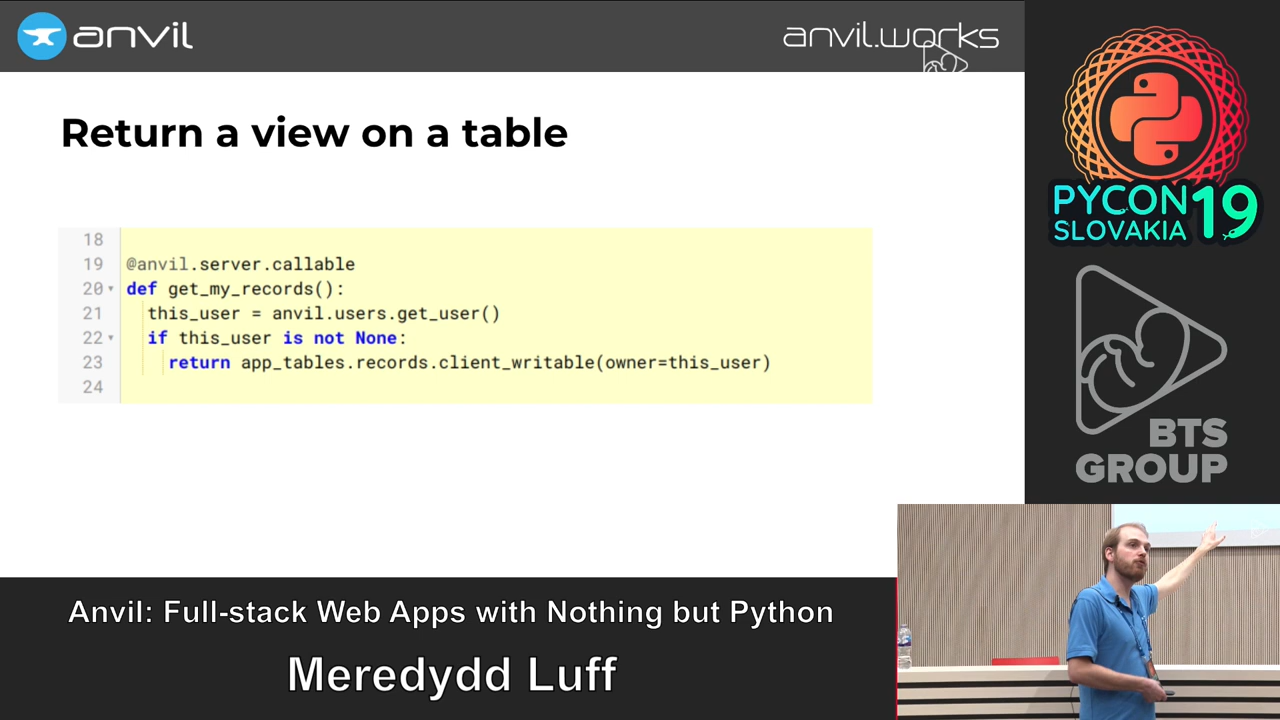 anvil
anvil.works
Return a view on a table
18
19 @anvil.server.callable
20 def get_my_records():
21 this_user = anvil.users.get_user()
22 if this_user is not None:
23 return app_tables.records.client_writable(owner=this_user)
24
PYCON 19
SLOVAKIA
BTS
GROUP
Anvil: Full-stack Web Apps with Nothing but Python
Meredydd Luff